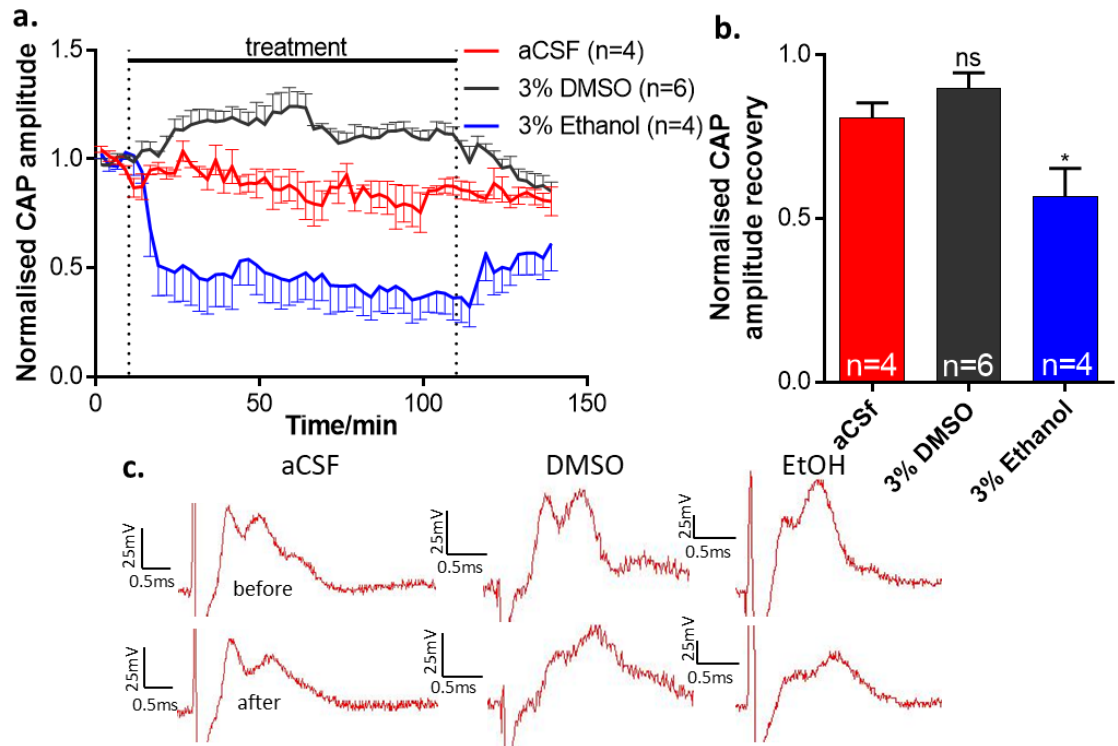 a.
treatment
aCSF (n=4)
3% DMSO (n=6)
3% Ethanol (n=4)
Normalised CAP amplitude
1.5
1.0
0.5
0.0
0
50
100
150
Time/min
b.
Normalised CAP
amplitude recovery
1.0
0.5
0.0
ns
*
n=4
n=6
n=4
aCSf
3% DMSO
3% Ethanol
c.
aCSF
DMSO
EtOH
25mV
0.5ms
before
25mV
0.5ms
25mV
0.5ms
25mV
0.5ms
after
25mV
0.5ms
25mV
0.5ms